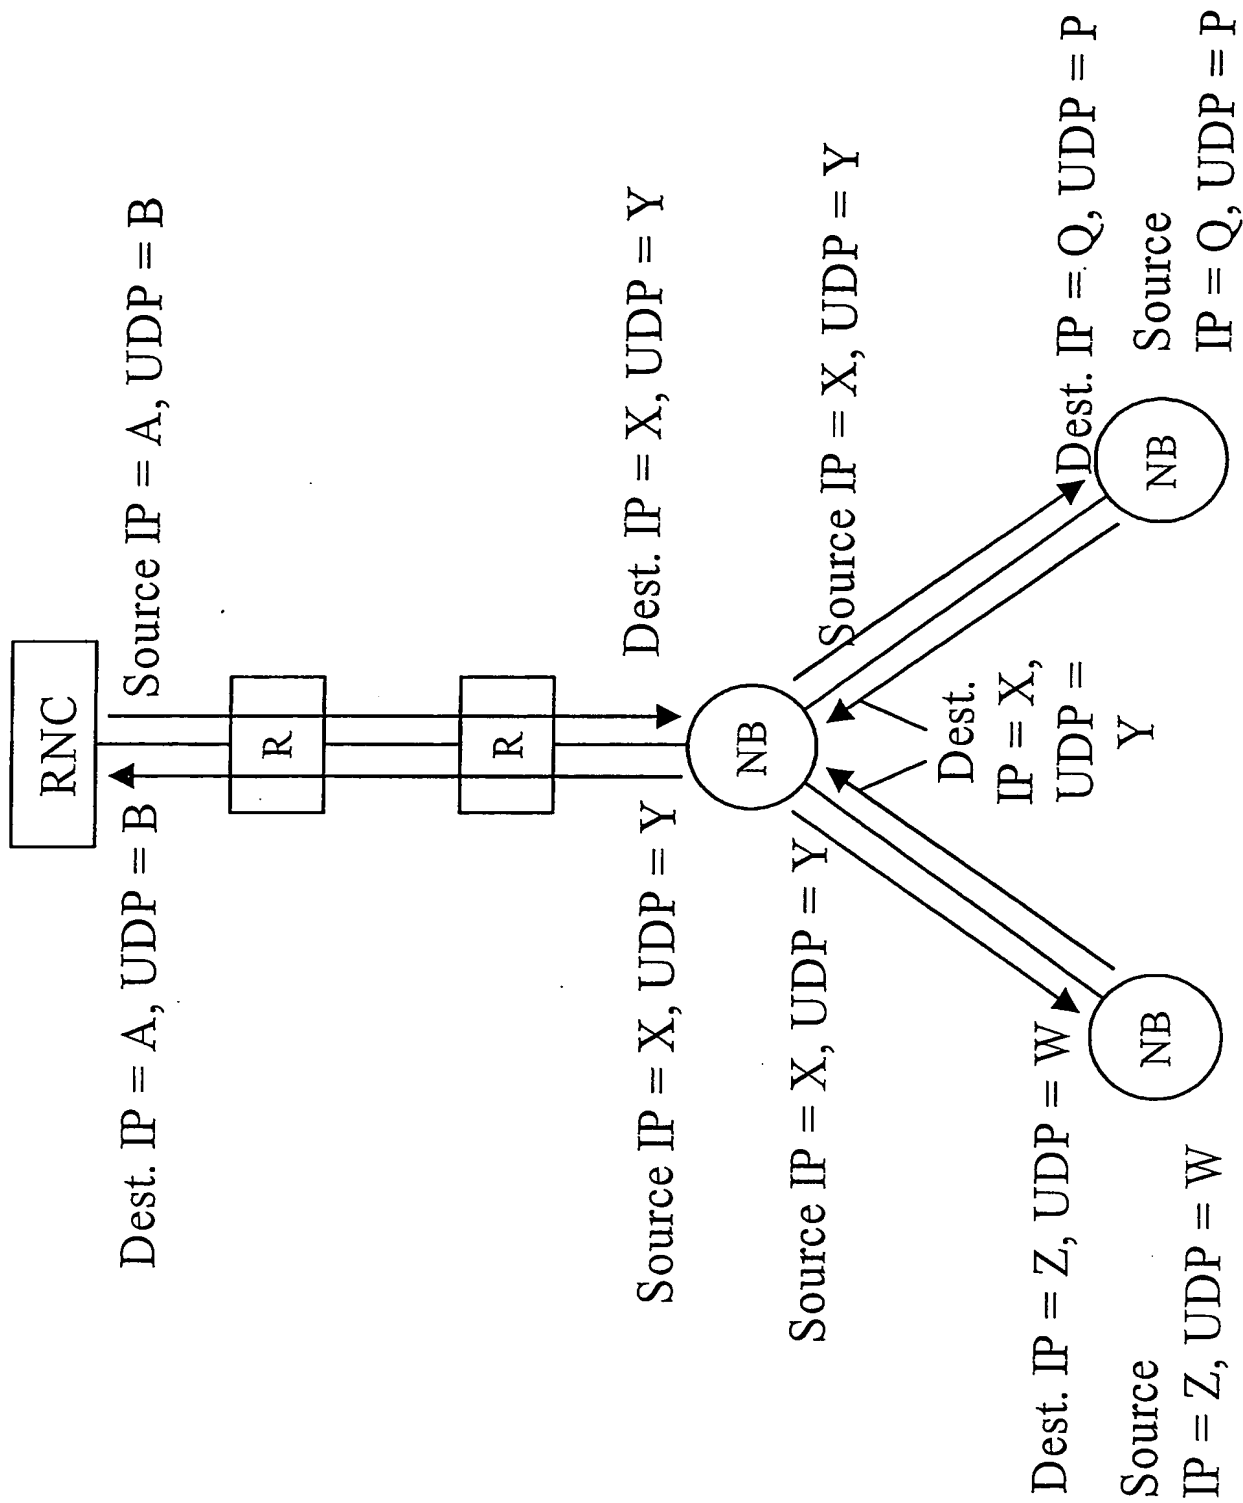 RNC
Dest. IP = A, UDP = B
Source IP = A, UDP = B
R
R
Source IP = X, UDP = Y
Dest. IP = X, UDP = Y
NB
Source IP = X, UDP = Y
Source IP = X, UDP = Y
Dest.
IP = X,
UDP =
Y
Dest. IP = Z, UDP = W
NB
Source
IP = Z, UDP = W
Dest. IP = Q, UDP = P
NB
Source
IP = Q, UDP = P